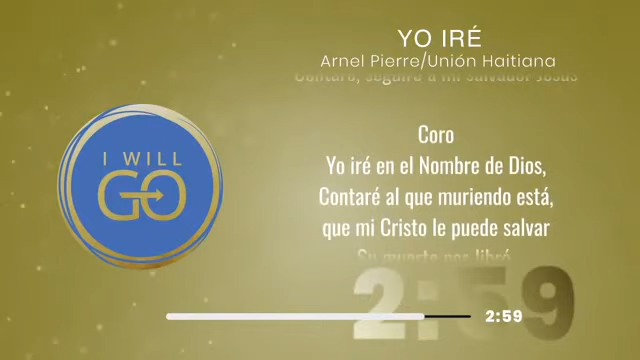 YO IRÉ
Arnel Pierre/Unión Haitiana
Contaré, seguiré a mi salvador Jesús
I WILL
GO
Coro
Yo iré en el Nombre de Dios,
Contaré al que muriendo está,
que mi Cristo le puede salvar
Su muerte nos libró
2:59
2:59